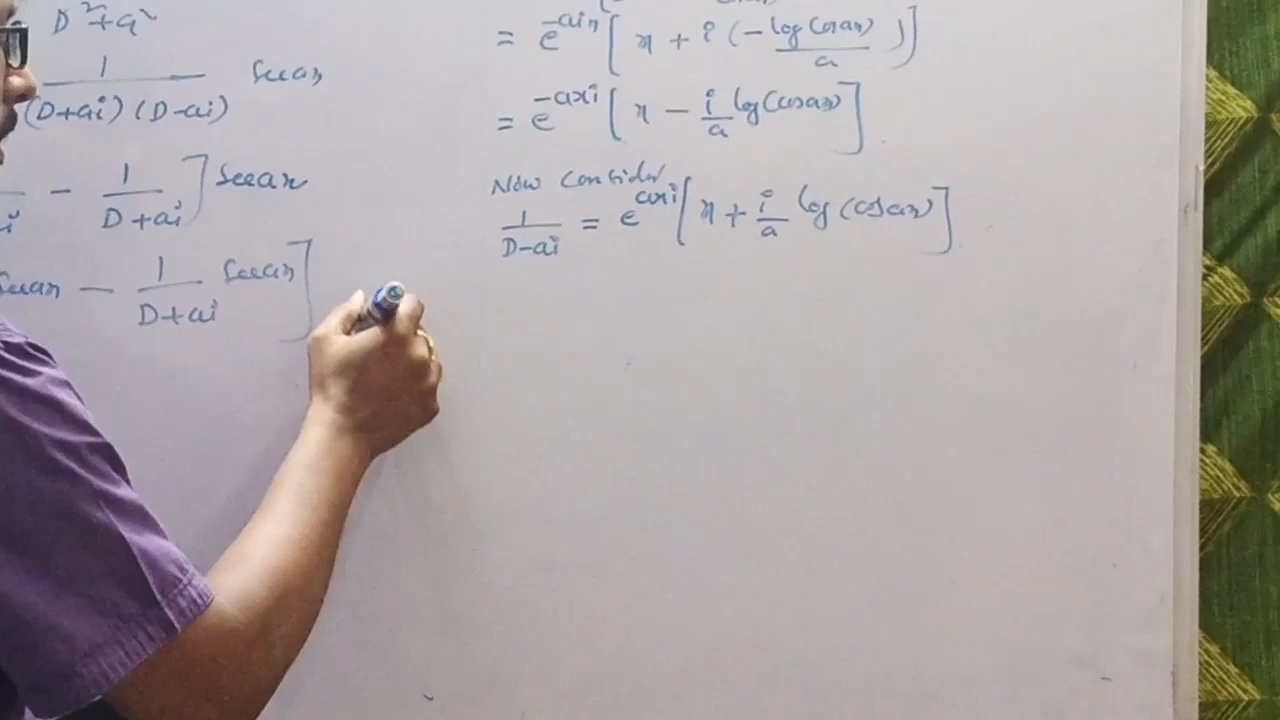 D²+a²
1/((D+ai)(D-ai)) Secax
- 1/(D+ai)] Secax
Secax - 1/(D+ai) Secax]
= e^-aix [x + i (-log(cosax)/a)]
= e^-axi [x - i/a log(cosax)]
Now Consider
1/(D-ai) = e^axi [x + i/a log(cosax)]